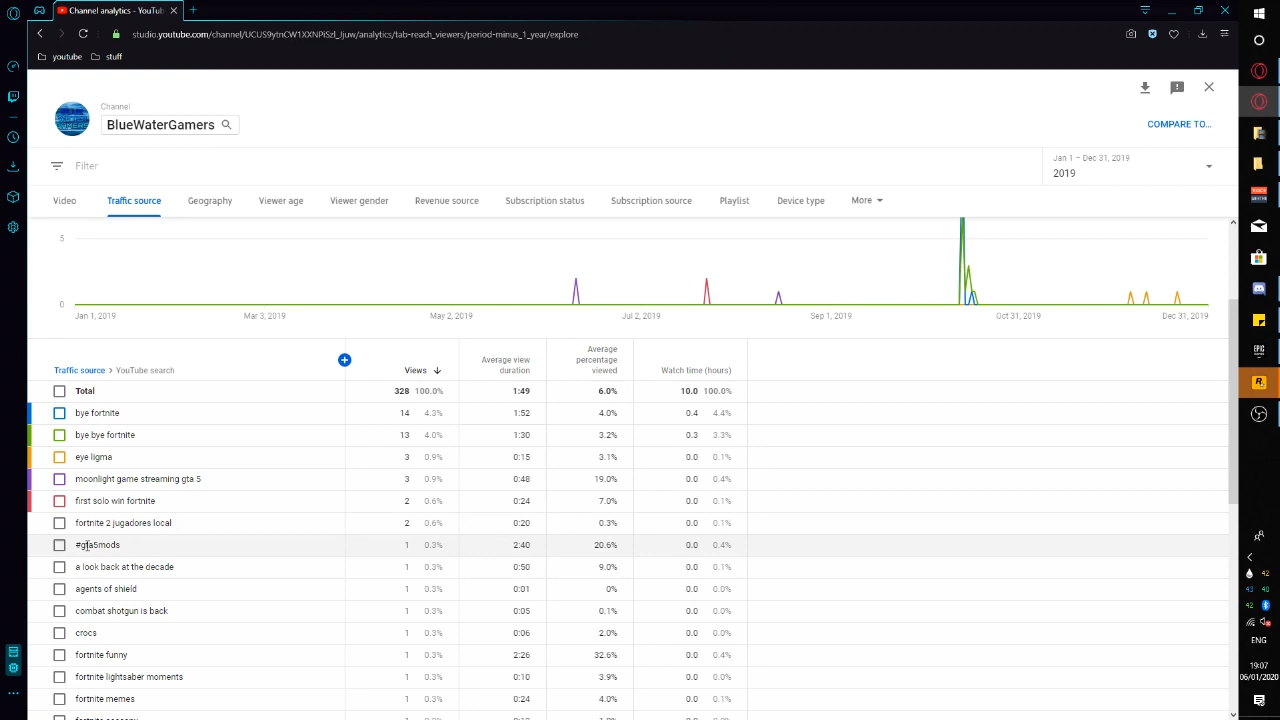 Channel analytics - YouTub
studio.youtube.com/channel/UCUS9ytnCW1XXNPiSzl_Ijuw/analytics/tab-reach_viewers/period-minus_1_year/explore
youtube
stuff
Channel
BlueWaterGamers
COMPARE TO...
Filter
Jan 1 – Dec 31, 2019
2019
Video Traffic source Geography Viewer age Viewer gender Revenue source Subscription status Subscription source Playlist Device type More
5
0
Jan 1, 2019 Mar 3, 2019 May 2, 2019 Jul 2, 2019 Sep 1, 2019 Oct 31, 2019 Dec 31, 2019
Traffic source > YouTube search Views Average view duration Average percentage viewed Watch time (hours)
Total 328 100.0% 1:49 6.0% 10.0 100.0%
bye fortnite 14 4.3% 1:52 4.0% 0.4 4.4%
bye bye fortnite 13 4.0% 1:30 3.2% 0.3 3.3%
eye ligma 3 0.9% 0:15 3.1% 0.0 0.1%
moonlight game streaming gta 5 3 0.9% 0:48 19.0% 0.0 0.4%
first solo win fortnite 2 0.6% 0:24 7.0% 0.0 0.1%
fortnite 2 jugadores local 2 0.6% 0:20 0.3% 0.0 0.1%
#gta5mods 1 0.3% 2:40 20.6% 0.0 0.4%
a look back at the decade 1 0.3% 0:50 9.0% 0.0 0.1%
agents of shield 1 0.3% 0:01 0% 0.0 0.0%
combat shotgun is back 1 0.3% 0:05 0.1% 0.0 0.0%
crocs 1 0.3% 0:06 2.0% 0.0 0.0%
fortnite funny 1 0.3% 2:26 32.6% 0.0 0.4%
fortnite lightsaber moments 1 0.3% 0:10 3.9% 0.0 0.0%
fortnite memes 1 0.3% 0:24 4.0% 0.0 0.1%
EPIC
42
43 40
42
ENG
19:07
06/01/2020